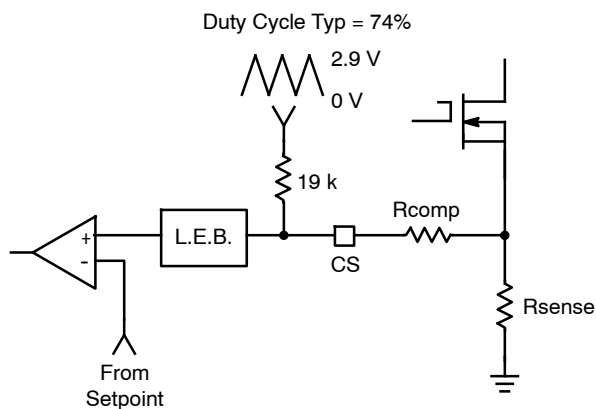 Duty Cycle Typ = 74%
2.9 V
0 V
19 k
Rcomp
+
L.E.B.
-
CS
Rsense
From
Setpoint